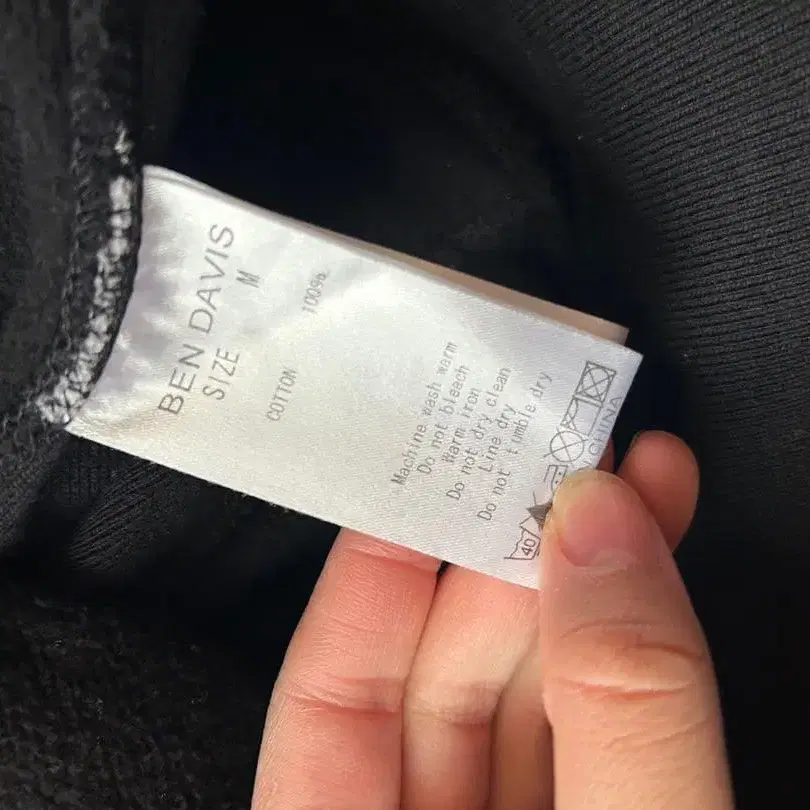 BEN DAVIS
SIZE M
COTTON 100%
Machine wash warm
Do not bleach
Warm iron
Do not dry clean
Line dry
Do not tumble dry
40
CHINA